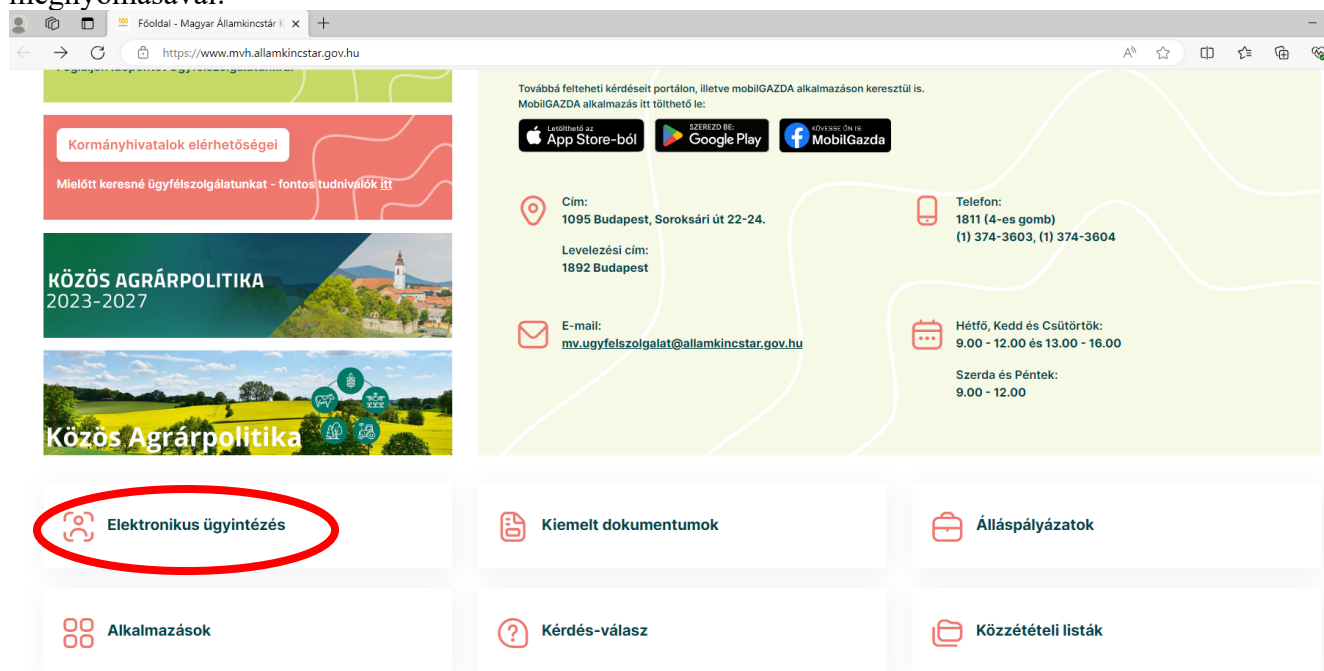 megnyomásával.
Főoldal - Magyar Államkincstár K
https://www.mvh.allamkincstar.gov.hu
Foglaljon időpontot Ügyfélszolgálatunkra!
Kormányhivatalok elérhetőségei
Mielőtt keresné ügyfélszolgálatunkat - fontos tudnivalók itt
KÖZÖS AGRÁRPOLITIKA
2023-2027
Közös Agrárpolitika
Továbbá felteheti kérdéseit portálon, illetve mobilGAZDA alkalmazáson keresztül is.
MobilGAZDA alkalmazás itt tölthető le:
Letölthető az
App Store-ból
SZEREZD BE:
Google Play
KÖVESSE ÖN IS:
MobilGazda
Cím:
1095 Budapest, Soroksári út 22-24.
Levelezési cím:
1892 Budapest
Telefon:
1811 (4-es gomb)
(1) 374-3603, (1) 374-3604
E-mail:
mv.ugyfelszolgalat@allamkincstar.gov.hu
Hétfő, Kedd és Csütörtök:
9.00 - 12.00 és 13.00 - 16.00
Szerda és Péntek:
9.00 - 12.00
Elektronikus ügyintézés
Kiemelt dokumentumok
Álláspályázatok
Alkalmazások
Kérdés-válasz
Közzétételi listák